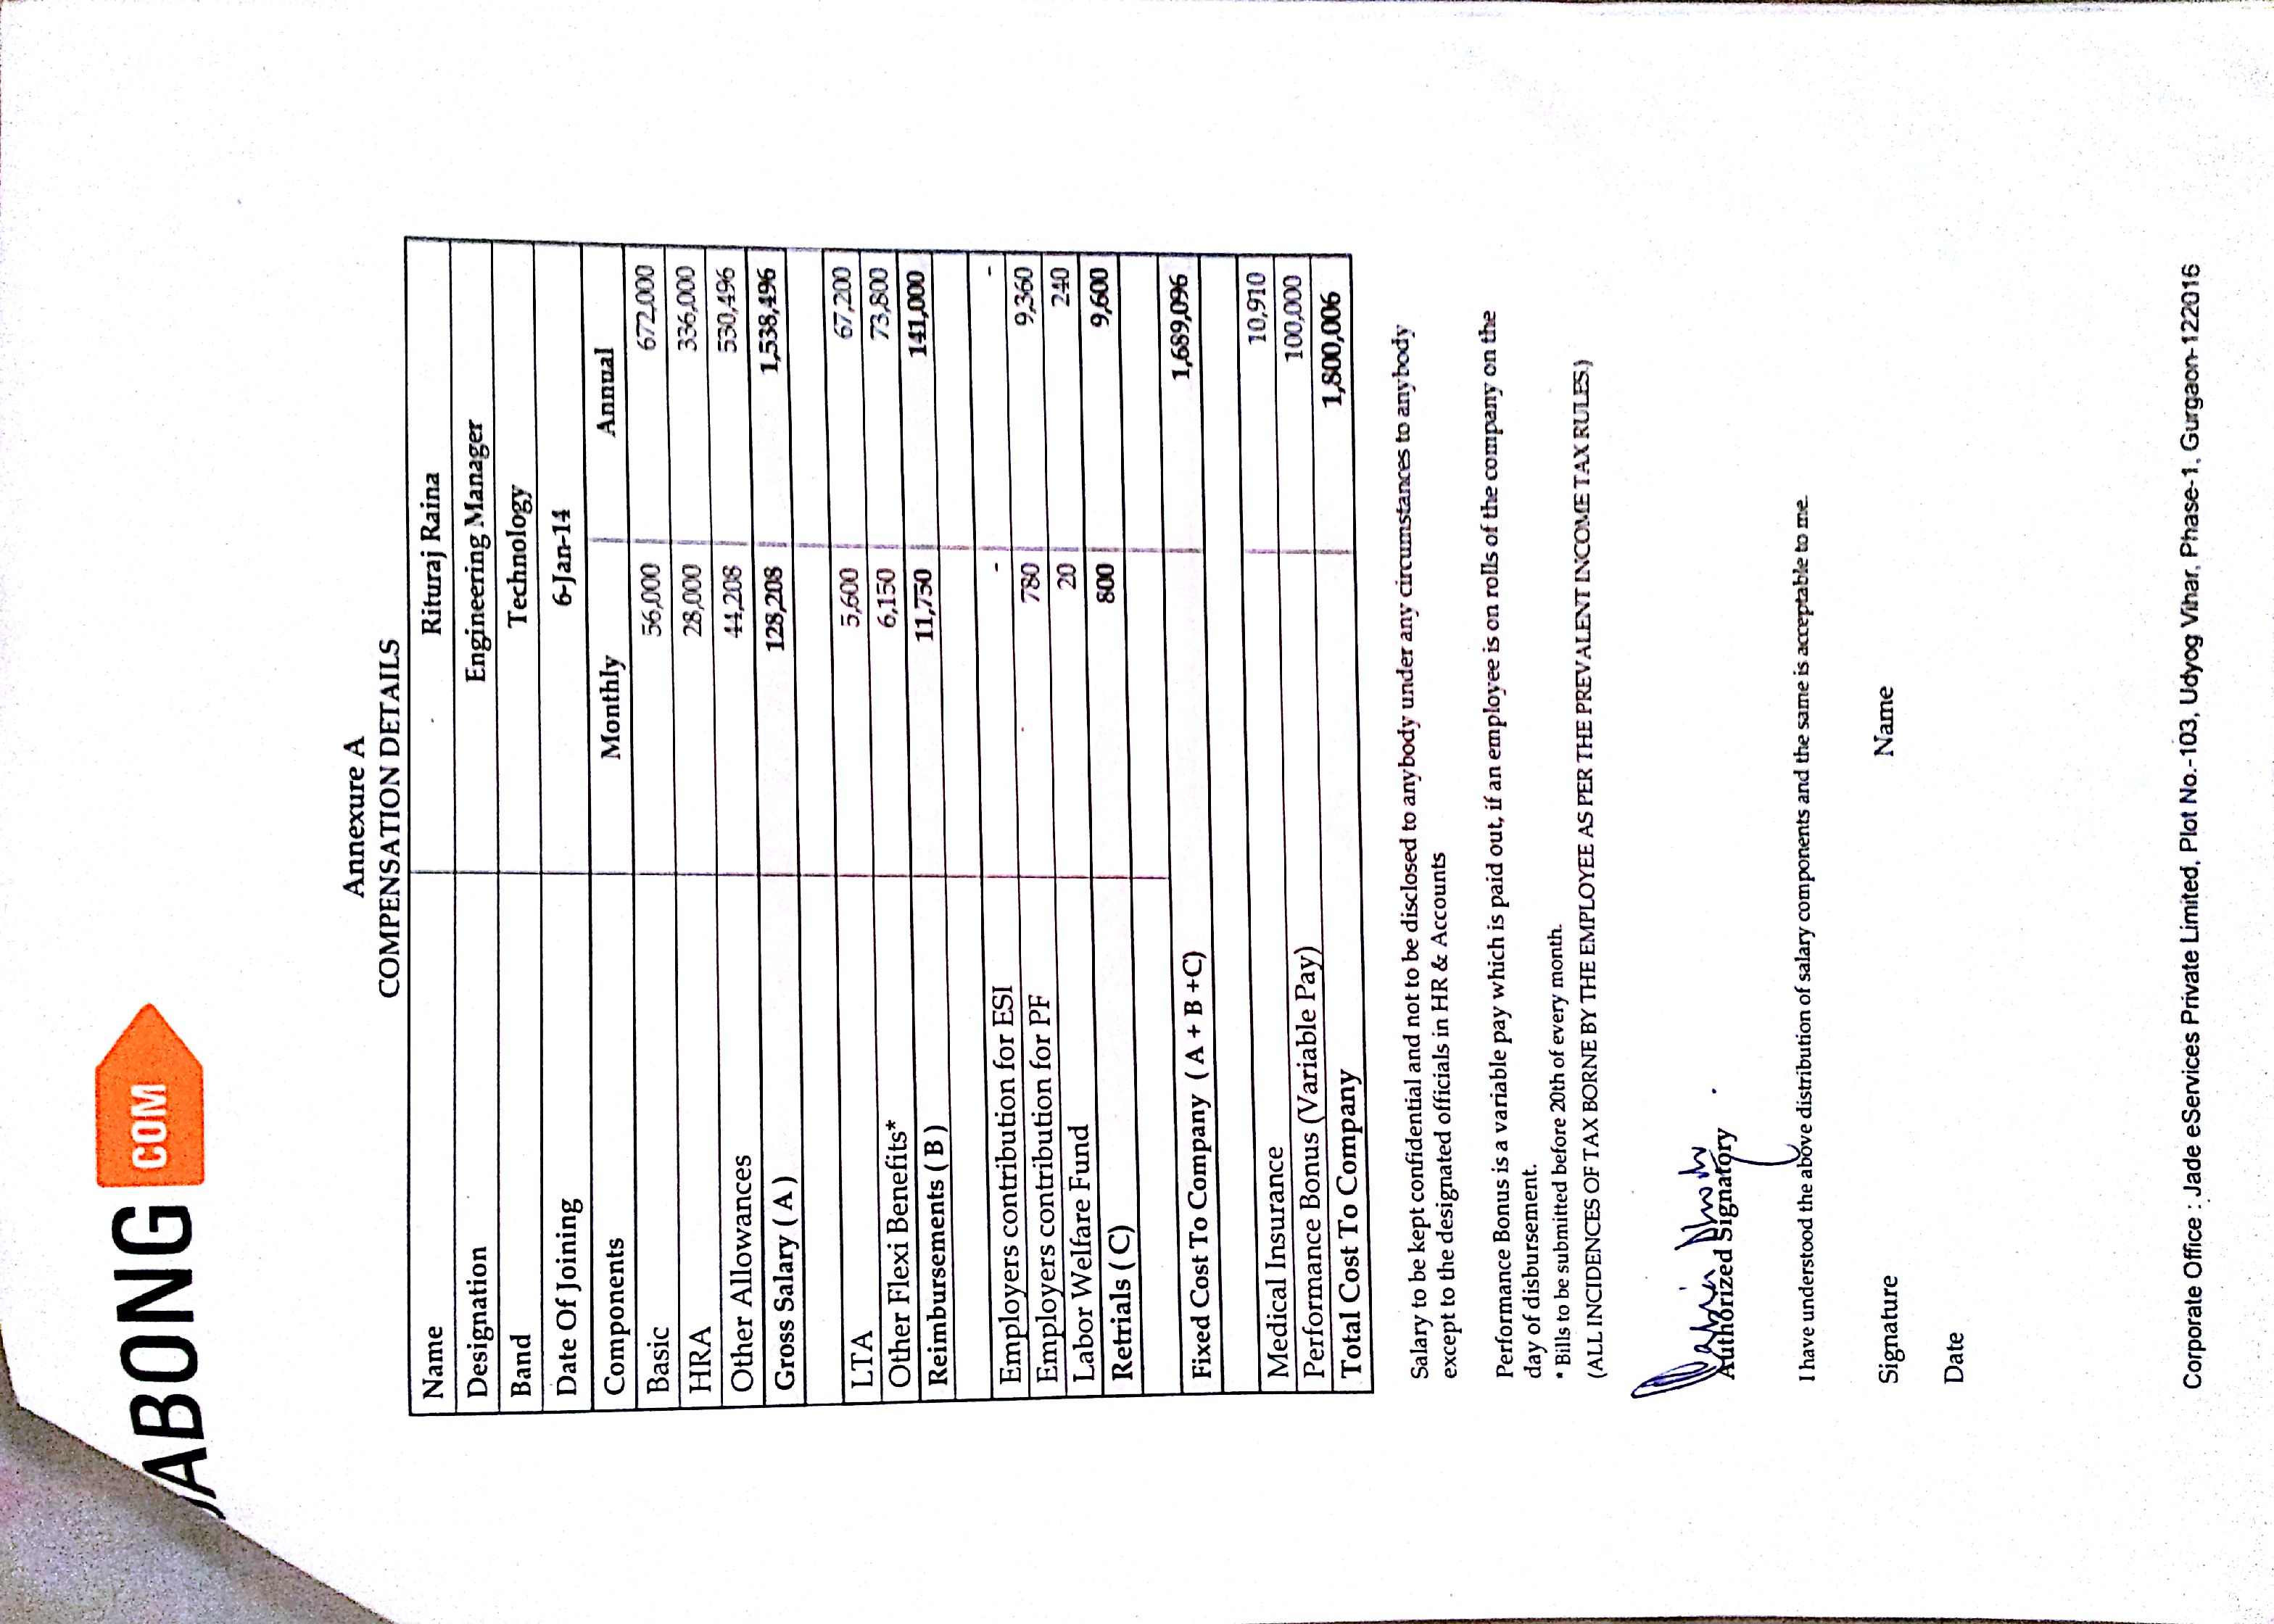 JABONG COM
Annexure A
COMPENSATION DETAILS
Name Rituraj Raina
Designation Engineering Manager
Band Technology
Date Of Joining 6-Jan-14
Components Monthly Annual
Basic 56,000 672,000
HRA 28,000 336,000
Other Allowances 44,208 530,496
Gross Salary ( A ) 128,208 1,538,496
LTA 5,600 67,200
Other Flexi Benefits* 6,150 73,800
Reimbursements ( B ) 11,750 141,000
Employers contribution for ESI - -
Employers contribution for PF 780 9,360
Labor Welfare Fund 20 240
Retrials ( C ) 800 9,600
Fixed Cost To Company ( A + B +C) 1,689,096
Medical Insurance 10,910
Performance Bonus (Variable Pay) 100,000
Total Cost To Company 1,800,006
Salary to be kept confidential and not to be disclosed to anybody under any circumstances to anybody
except to the designated officials in HR & Accounts
Performance Bonus is a variable pay which is paid out, if an employee is on rolls of the company on the
day of disbursement.
* Bills to be submitted before 20th of every month.
(ALL INCIDENCES OF TAX BORNE BY THE EMPLOYEE AS PER THE PREVALENT INCOME TAX RULES.)
Authorized Signatory
I have understood the above distribution of salary components and the same is acceptable to me.
Signature Name
Date
Corporate Office : Jade eServices Private Limited, Plot No.-103, Udyog Vihar, Phase-1, Gurgaon-122016